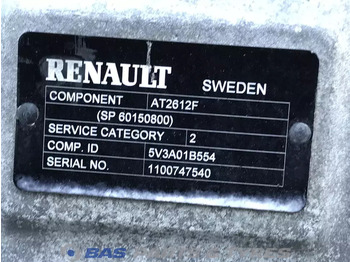 RENAULT SWEDEN
COMPONENT AT2612F
(SP 60150800)
SERVICE CATEGORY 2
COMP. ID 5V3A01B554
SERIAL NO. 1100747540
BAS